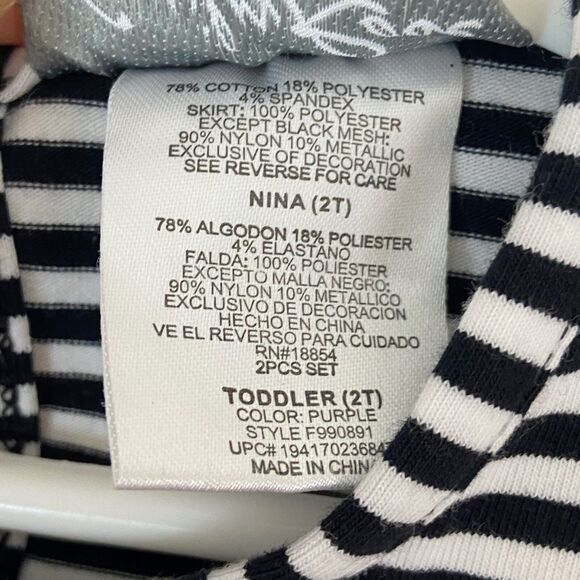 78% COTTON 18% POLYESTER
4% SPANDEX
SKIRT: 100% POLYESTER
EXCEPT BLACK MESH:
90% NYLON 10% METALLIC
EXCLUSIVE OF DECORATION
SEE REVERSE FOR CARE
NINA (2T)
78% ALGODON 18% POLIESTER
4% ELASTANO
FALDA: 100% POLIESTER
EXCEPTO MALLA NEGRO:
90% NYLON 10% METALLICO
EXCLUSIVO DE DECORACION
HECHO EN CHINA
VE EL REVERSO PARA CUIDADO
RN#18854
2PCS SET
TODDLER (2T)
COLOR: PURPLE
STYLE F990891
UPC#
MADE IN CHINA